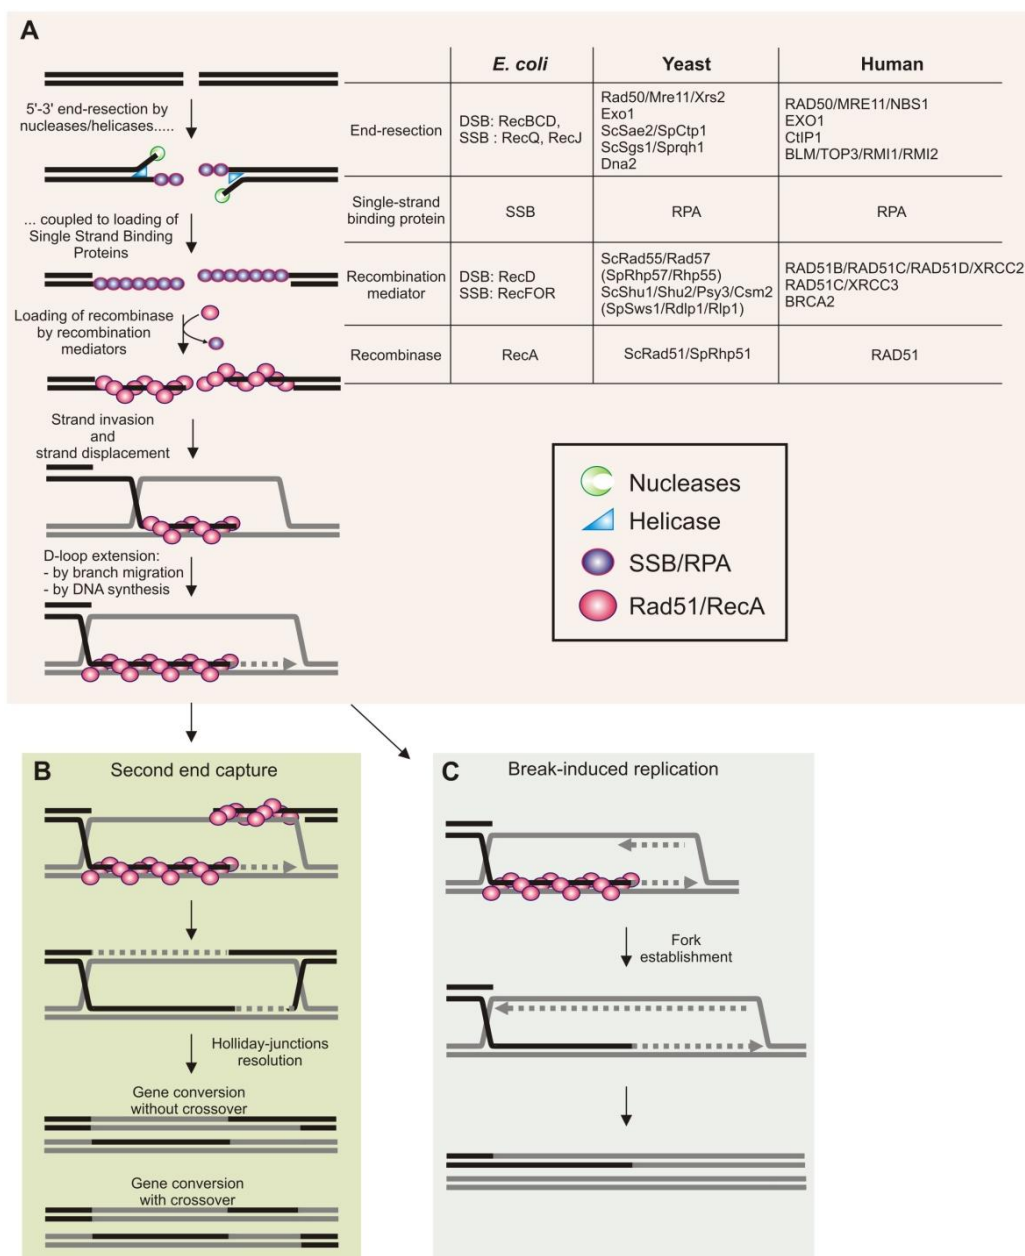 A
E. coli
Yeast
Human
5'-3' end-resection by
nucleases/helicases.....
End-resection
DSB: RecBCD,
SSB : RecQ, RecJ
Rad50/Mre11/Xrs2
Exo1
ScSae2/SpCtp1
ScSgs1/Sprqh1
Dna2
RAD50/MRE11/NBS1
EXO1
CtIP1
BLM/TOP3/RMI1/RMI2
... coupled to loading of
Single Strand Binding
Proteins
Single-strand
binding protein
SSB
RPA
RPA
Recombination
mediator
DSB: RecD
SSB: RecFOR
ScRad55/Rad57
(SpRhp57/Rhp55)
ScShu1/Shu2/Psy3/Csm2
(SpSws1/Rdlp1/Rlp1)
RAD51B/RAD51C/RAD51D/XRCC2
RAD51C/XRCC3
BRCA2
Loading of recombinase
by recombination
mediators
Recombinase
RecA
ScRad51/SpRhp51
RAD51
Strand invasion
and
strand displacement
D-loop extension:
- by branch migration
- by DNA synthesis
Nucleases
Helicase
SSB/RPA
Rad51/RecA
B
Second end capture
Holliday-junctions
resolution
Gene conversion
without crossover
Gene conversion
with crossover
C
Break-induced replication
Fork
establishment